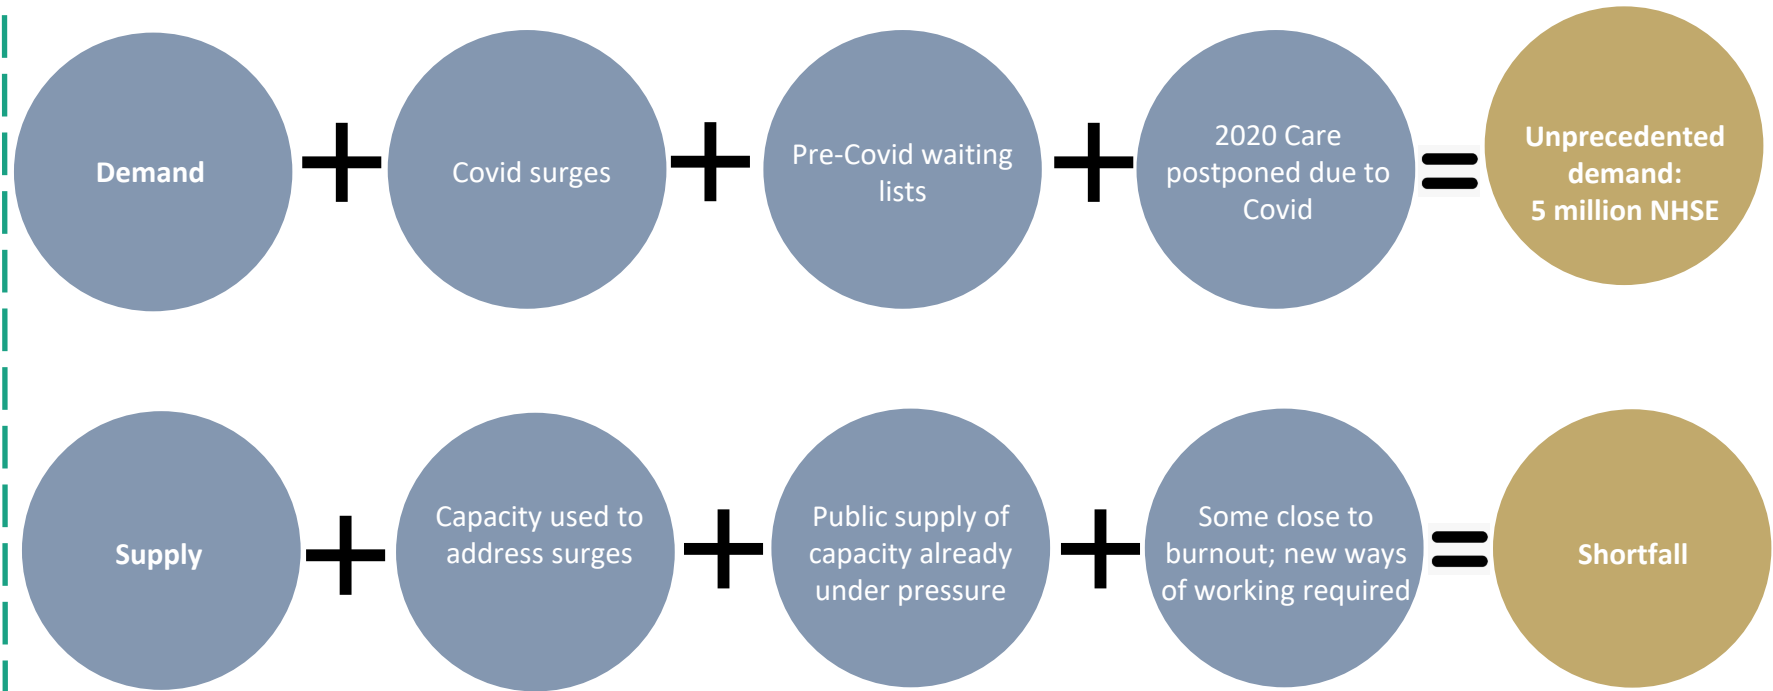 Demand
Covid surges
Pre-Covid waiting
lists
2020 Care
postponed due to
Covid
Unprecedented
demand:
5 million NHSE
Supply
Capacity used to
address surges
Public supply of
capacity already
under pressure
Some close to
burnout; new ways
of working required
Shortfall